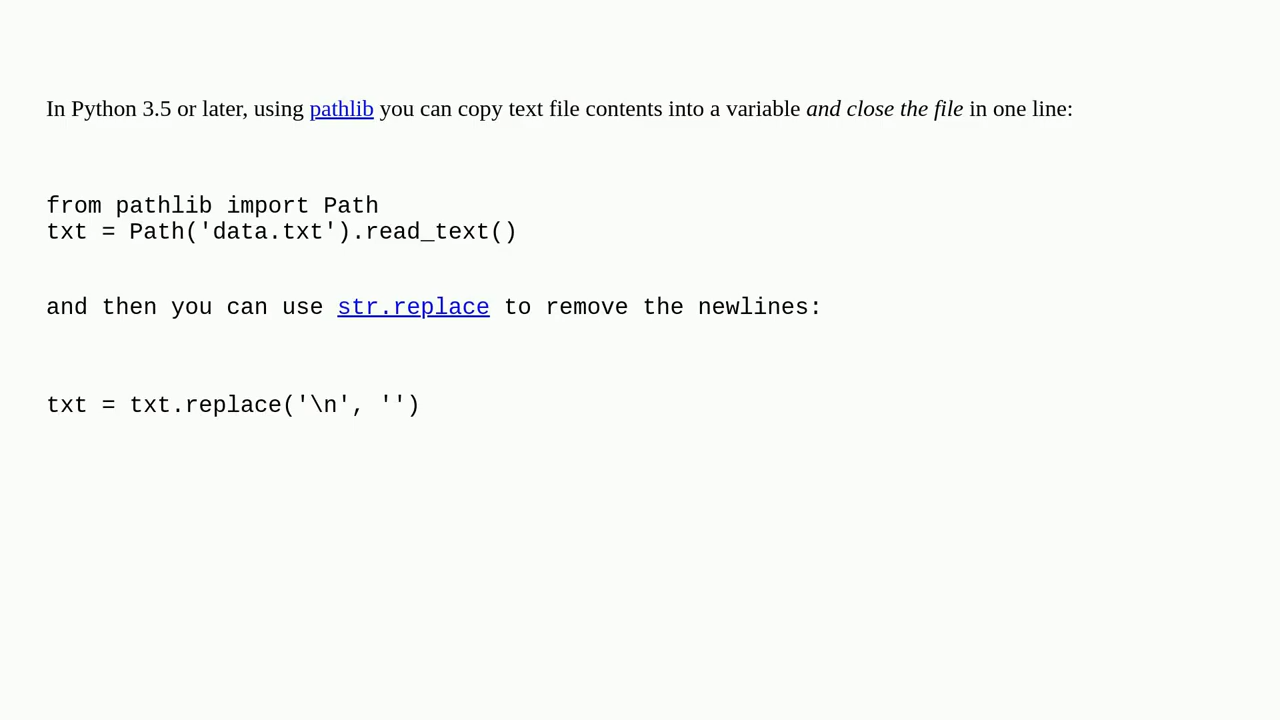 In Python 3.5 or later, using pathlib you can copy text file contents into a variable and close the file in one line:
from pathlib import Path
txt = Path('data.txt').read_text()
and then you can use str.replace to remove the newlines:
txt = txt.replace('\n', '')